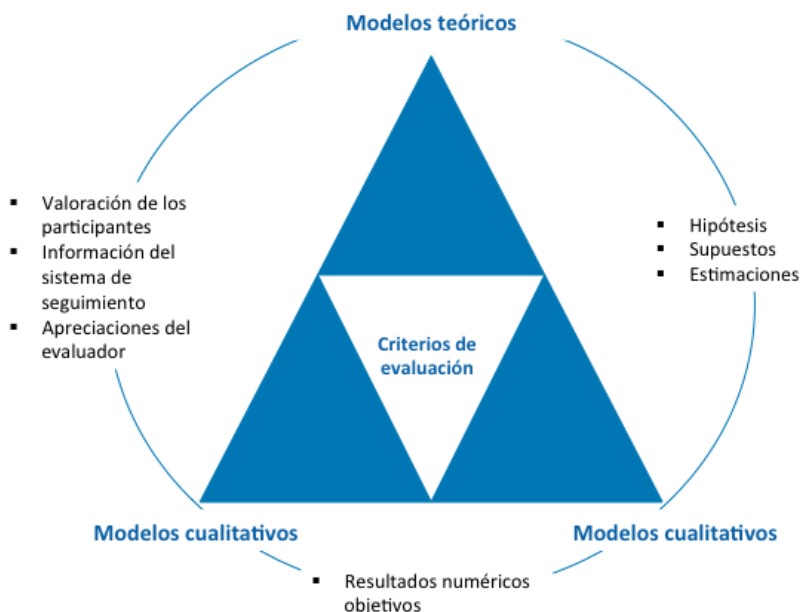 Modelos teóricos
▪ Valoración de los
participantes
▪ Información del
sistema de
seguimiento
▪ Apreciaciones del
evaluador
▪ Hipótesis
▪ Supuestos
▪ Estimaciones
Criterios de
evaluación
Modelos cualitativos
Modelos cualitativos
▪ Resultados numéricos
objetivos